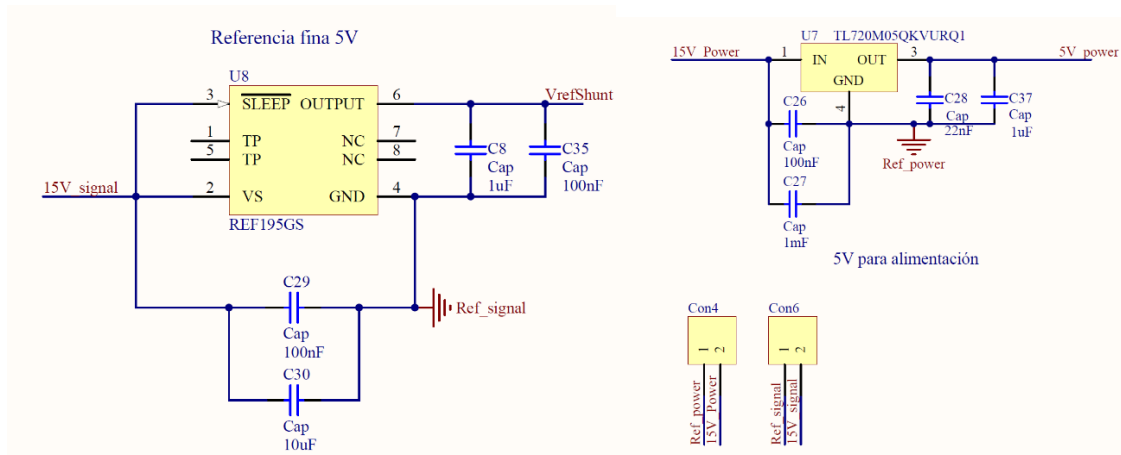 Referencia fina 5V
U8
3
SLEEP
OUTPUT
6
VrefShunt
1
TP
NC
7
5
TP
NC
8
15V_signal
2
VS
GND
4
REF195GS
C8
Cap
1uF
C35
Cap
100nF
C29
Cap
100nF
Ref_signal
C30
Cap
10uF
U7
TL720M05QKVURQ1
15V_Power
1
IN
OUT
3
5V_power
GND
4
C26
Cap
100nF
C27
Cap
1mF
C28
Cap
22nF
C37
Cap
1uF
Ref_power
5V para alimentación
Con4
1
2
Ref_power
15V_Power
Con6
1
2
Ref_signal
15V_signal